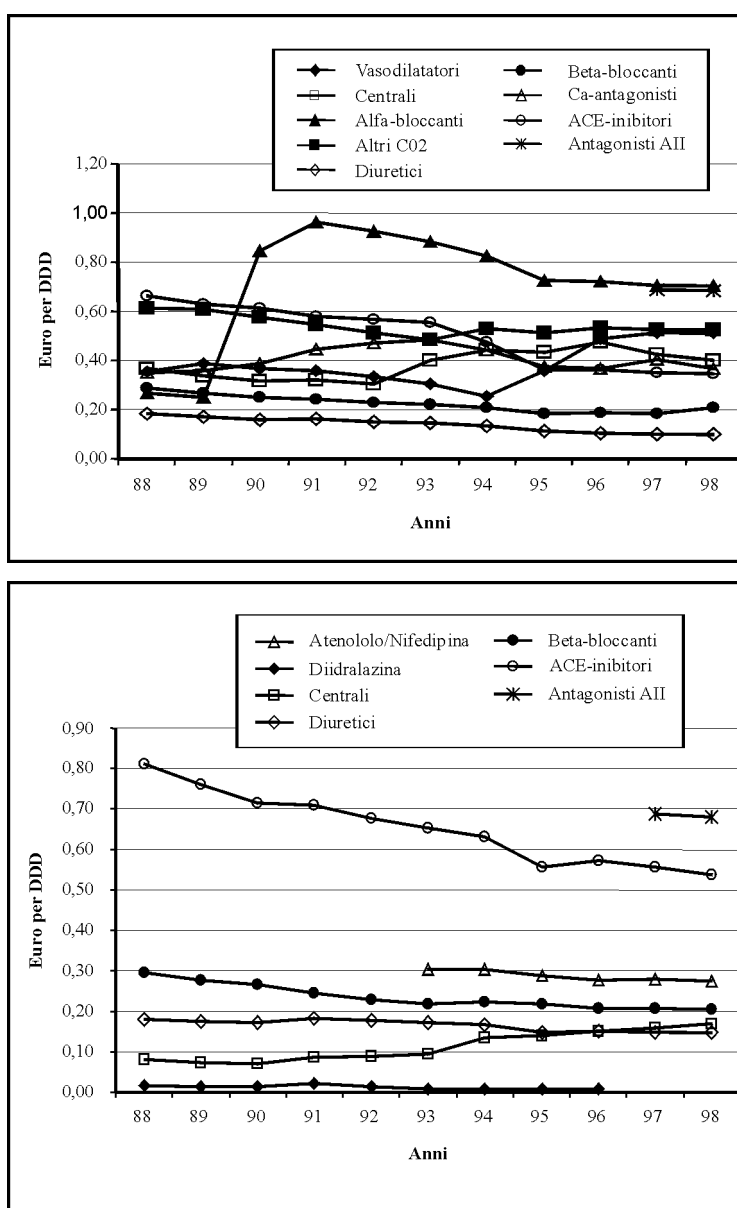 Vasodilatatori
Centrali
Alfa-bloccanti
Altri C02
Diuretici
Beta-bloccanti
Ca-antagonisti
ACE-inibitori
Antagonisti AII
1,20
1,00
0,80
0,60
0,40
0,20
0,00
Euro per DDD
88 89 90 91 92 93 94 95 96 97 98
Anni
Atenololo/Nifedipina
Diidralazina
Centrali
Diuretici
Beta-bloccanti
ACE-inibitori
Antagonisti AII
0,90
0,80
0,70
0,60
0,50
0,40
0,30
0,20
0,10
0,00
Euro per DDD
88 89 90 91 92 93 94 95 96 97 98
Anni